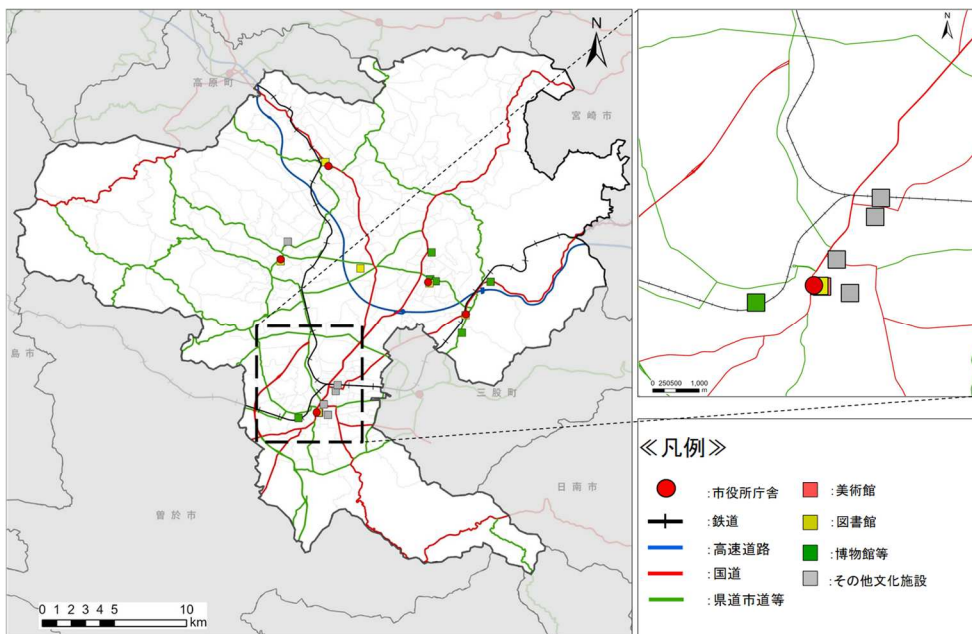 N
高原町
宮崎市
島市
三股町
曽於市
日南市
0 1 2 3 4 5 10
km
N
0 250500 1,000
m
≪凡例≫
:市役所庁舎
:鉄道
:高速道路
:国道
:県道市道等
:美術館
:図書館
:博物館等
:その他文化施設